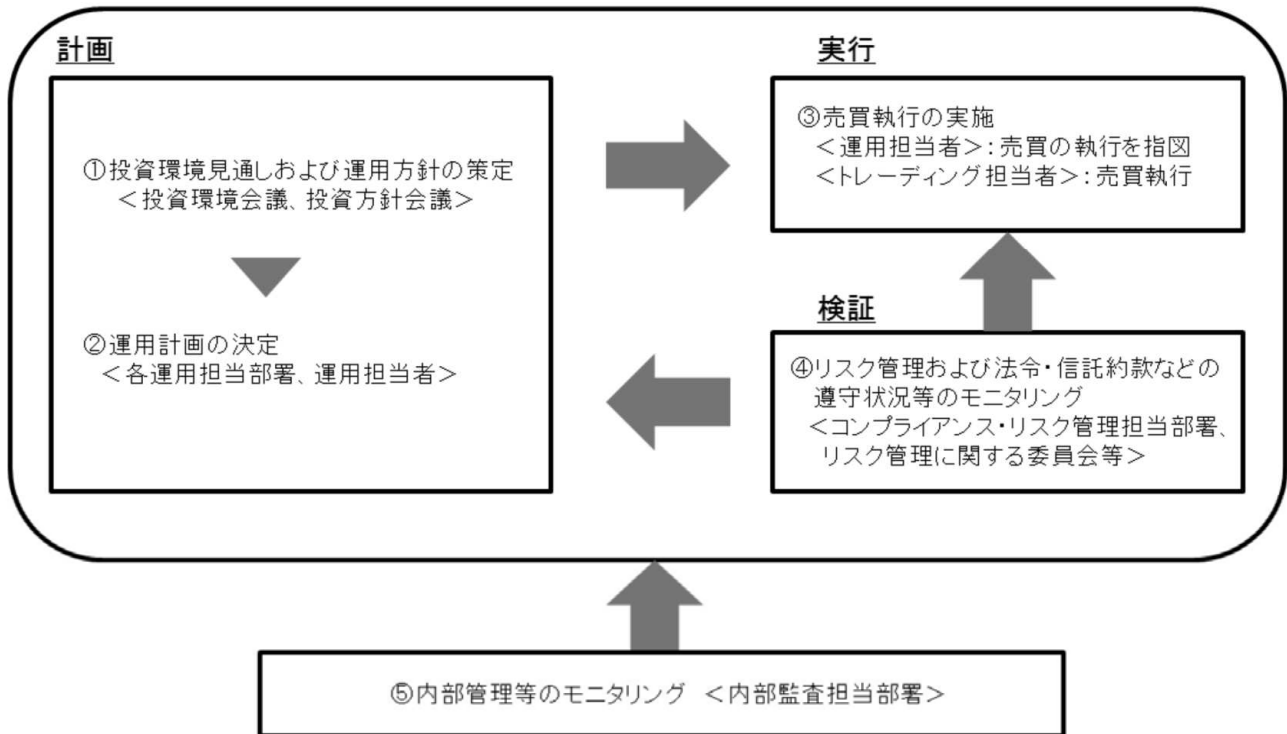 計画
①投資環境見通しおよび運用方針の策定
＜投資環境会議、投資方針会議＞
②運用計画の決定
＜各運用担当部署、運用担当者＞
実行
③売買執行の実施
＜運用担当者＞：売買の執行を指図
＜トレーディング担当者＞：売買執行
検証
④リスク管理および法令・信託約款などの
遵守状況等のモニタリング
＜コンプライアンス・リスク管理担当部署、
リスク管理に関する委員会等＞
⑤内部管理等のモニタリング ＜内部監査担当部署＞